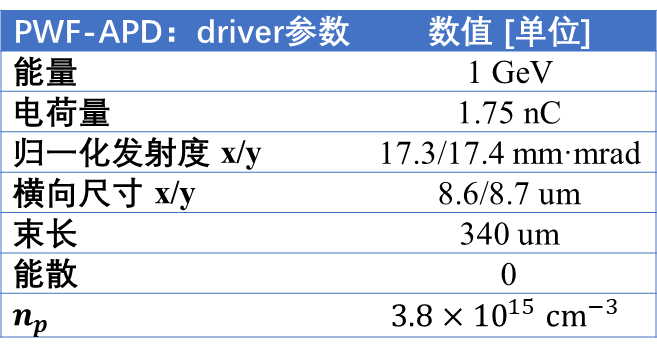 PWF-APD：driver参数 数值 [单位]
能量 1 GeV
电荷量 1.75 nC
归一化发射度 x/y 17.3/17.4 mm·mrad
横向尺寸 x/y 8.6/8.7 um
束长 340 um
能散 0
n_p 3.8 × 10^15 cm^−3